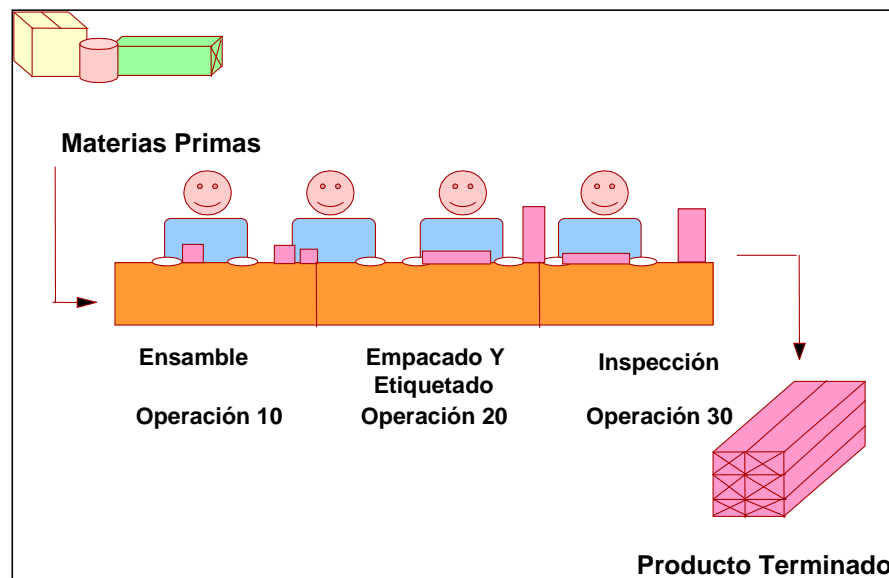 Materias Primas
Ensamble
Empacado Y
Etiquetado
Inspección
Operación 10
Operación 20
Operación 30
Producto Terminado